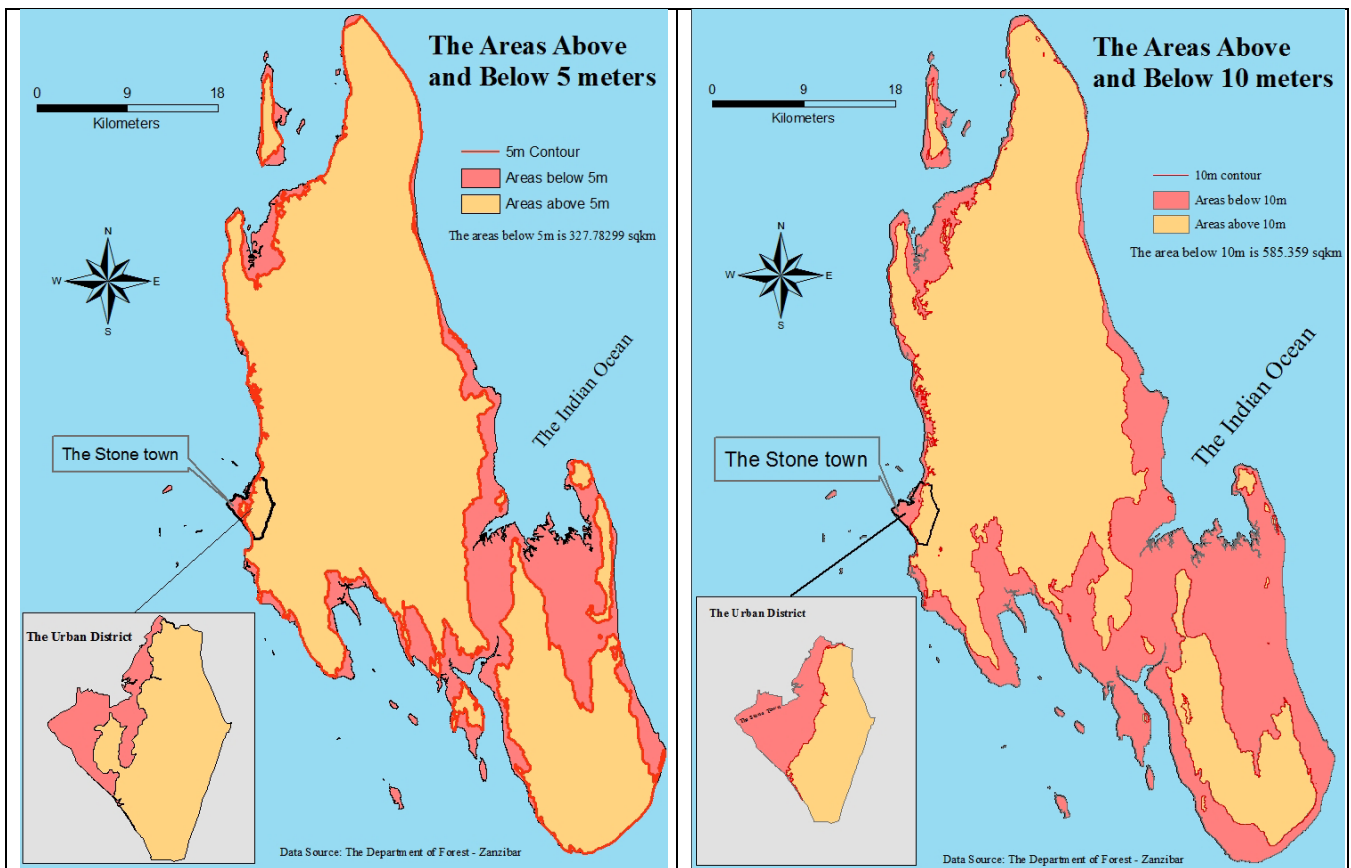 The Areas Above
and Below 5 meters
0 9 18
Kilometers
5m Contour
Areas below 5m
Areas above 5m
The areas below 5m is 327.78299 sqkm
N
W E
S
The Indian Ocean
The Stone town
The Urban District
Data Source: The Department of Forest - Zanzibar
The Areas Above
and Below 10 meters
0 9 18
Kilometers
10m contour
Areas below 10m
Areas above 10m
The area below 10m is 585.359 sqkm
N
W E
S
The Indian Ocean
The Stone town
The Urban District
The Stone Town
Data Source: The Department of Forest - Zanzibar